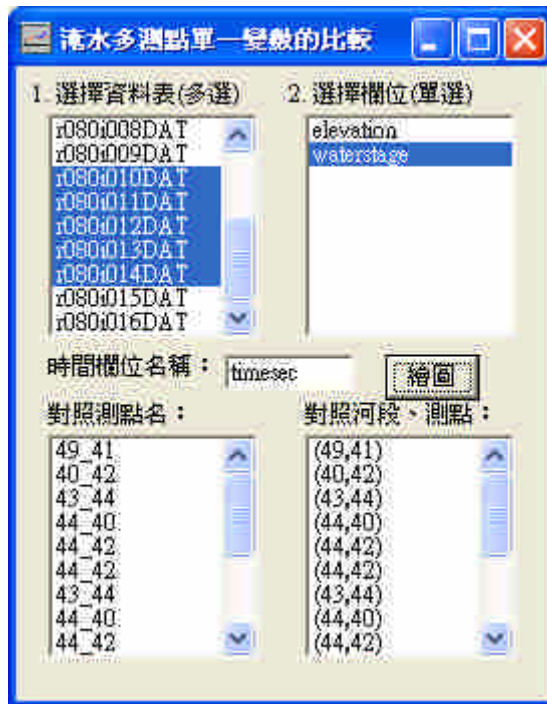 淹水多測點單一變數的比較
1. 選擇資料表(多選)
2. 選擇欄位(單選)
r080i008DAT
r080i009DAT
r080i010DAT
r080i011DAT
r080i012DAT
r080i013DAT
r080i014DAT
r080i015DAT
r080i016DAT
elevation
waterstage
時間欄位名稱：
timesec
繪圖
對照測點名：
49_41
40_42
43_44
44_40
44_42
44_42
43_44
44_40
44_42
對照河段、測點：
(49,41)
(40,42)
(43,44)
(44,40)
(44,42)
(44,42)
(43,44)
(44,40)
(44,42)